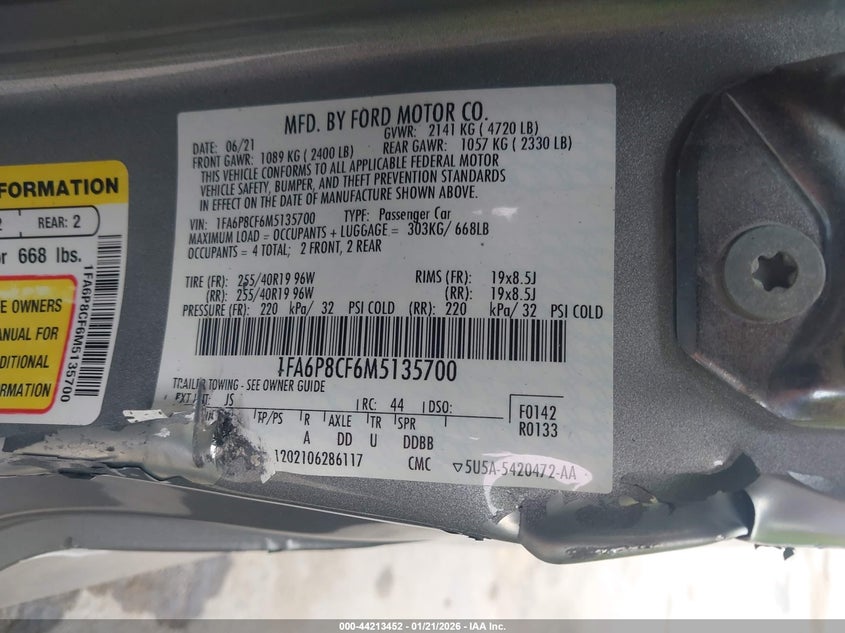 MFD. BY FORD MOTOR CO.
DATE: 06/21 GVWR: 2141 KG ( 4720 LB)
FRONT GAWR: 1089 KG ( 2400 LB) REAR GAWR: 1057 KG ( 2330 LB)
THIS VEHICLE CONFORMS TO ALL APPLICABLE FEDERAL MOTOR
VEHICLE SAFETY, BUMPER, AND THEFT PREVENTION STANDARDS
IN EFFECT ON THE DATE OF MANUFACTURE SHOWN ABOVE.
VIN: 1FA6P8CF6M5135700 TYPE: Passenger Car
MAXIMUM LOAD = OCCUPANTS + LUGGAGE = 303KG/ 668LB
OCCUPANTS = 4 TOTAL; 2 FRONT, 2 REAR
TIRE (FR): 255/40R19 96W RIMS (FR): 19x8.5J
(RR): 255/40R19 96W (RR): 19x8.5J
PRESSURE (FR): 220 kPa/ 32 PSI COLD (RR): 220 kPa/ 32 PSI COLD
1FA6P8CF6M5135700
TRAILER TOWING - SEE OWNER GUIDE
EXT JS RC: 44 DSO: F0142
TP/PS R AXLE TR SPR R0133
A DD U DDBB
1202106286117 CMC ▽5U5A-5420472-AA
FORMATION
2 REAR: 2
or 668 lbs.
E OWNERS
ANUAL FOR
DITIONAL
FORMATION
1FA6P8CF6M5135700
000-44213452 - 01/21/2026 - IAA Inc.